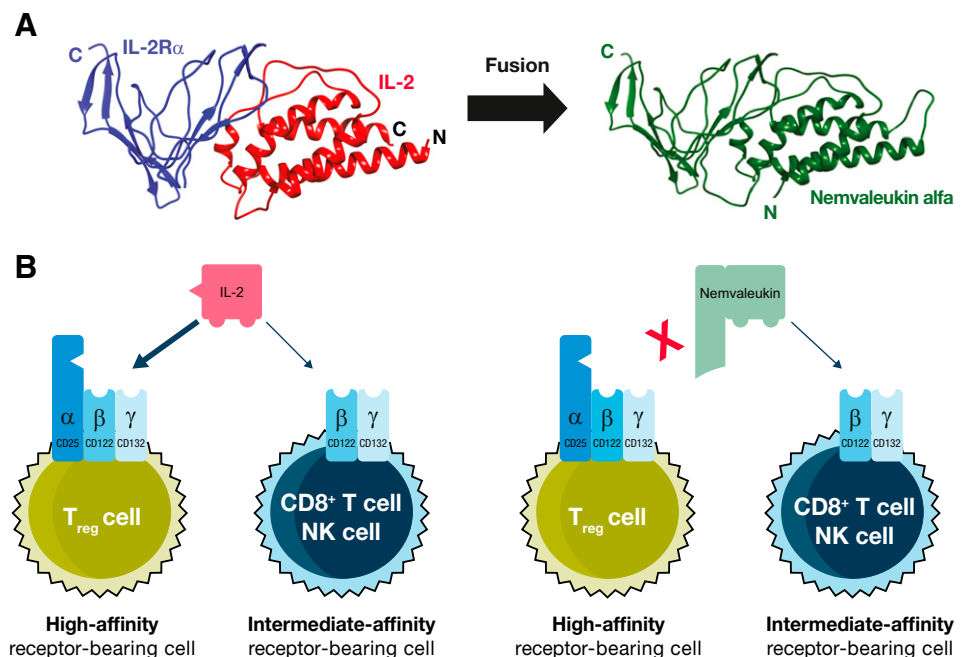 A
C
IL-2Rα
IL-2
C
N
Fusion
C
N
Nemvaleukin alfa
B
IL-2
α
CD25
β
CD122
γ
CD132
Treg cell
High-affinity
receptor-bearing cell
β
CD122
γ
CD132
CD8+ T cell
NK cell
Intermediate-affinity
receptor-bearing cell
Nemvaleukin
X
α
CD25
β
CD122
γ
CD132
Treg cell
High-affinity
receptor-bearing cell
β
CD122
γ
CD132
CD8+ T cell
NK cell
Intermediate-affinity
receptor-bearing cell